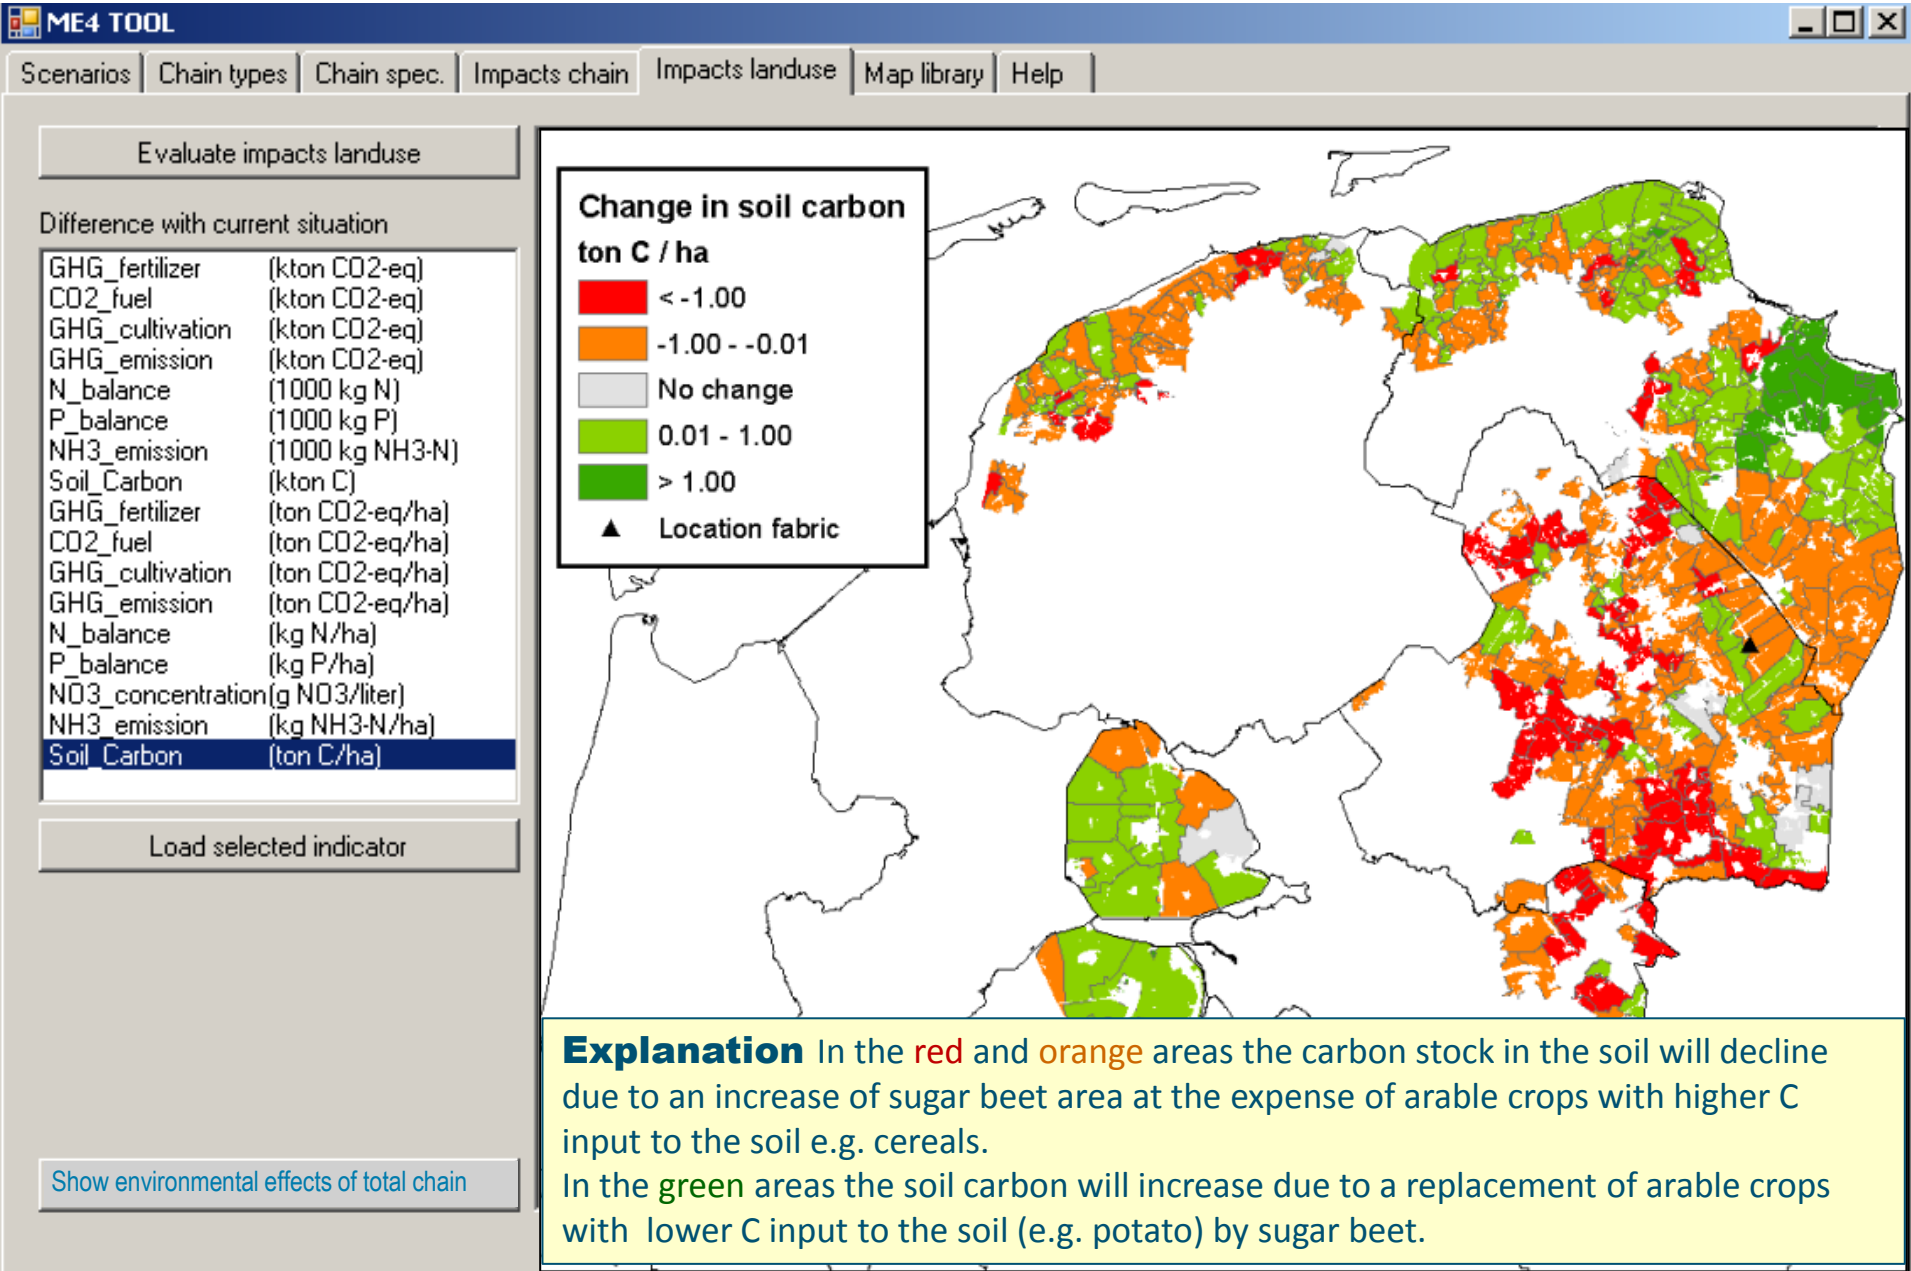 ME4 TOOL
Scenarios Chain types Chain spec. Impacts chain Impacts landuse Map library Help
Evaluate impacts landuse
Difference with current situation
GHG_fertilizer (kton CO2-eq)
CO2_fuel (kton CO2-eq)
GHG_cultivation (kton CO2-eq)
GHG_emission (kton CO2-eq)
N_balance (1000 kg N)
P_balance (1000 kg P)
NH3_emission (1000 kg NH3-N)
Soil_Carbon (kton C)
GHG_fertilizer (ton CO2-eq/ha)
CO2_fuel (ton CO2-eq/ha)
GHG_cultivation (ton CO2-eq/ha)
GHG_emission (ton CO2-eq/ha)
N_balance (kg N/ha)
P_balance (kg P/ha)
NO3_concentration(g NO3/liter)
NH3_emission (kg NH3-N/ha)
Soil_Carbon (ton C/ha)
Load selected indicator
Show environmental effects of total chain
Change in soil carbon
ton C / ha
< -1.00
-1.00 - -0.01
No change
0.01 - 1.00
> 1.00
Location fabric
Explanation In the red and orange areas the carbon stock in the soil will decline
due to an increase of sugar beet area at the expense of arable crops with higher C
input to the soil e.g. cereals.
In the green areas the soil carbon will increase due to a replacement of arable crops
with lower C input to the soil (e.g. potato) by sugar beet.